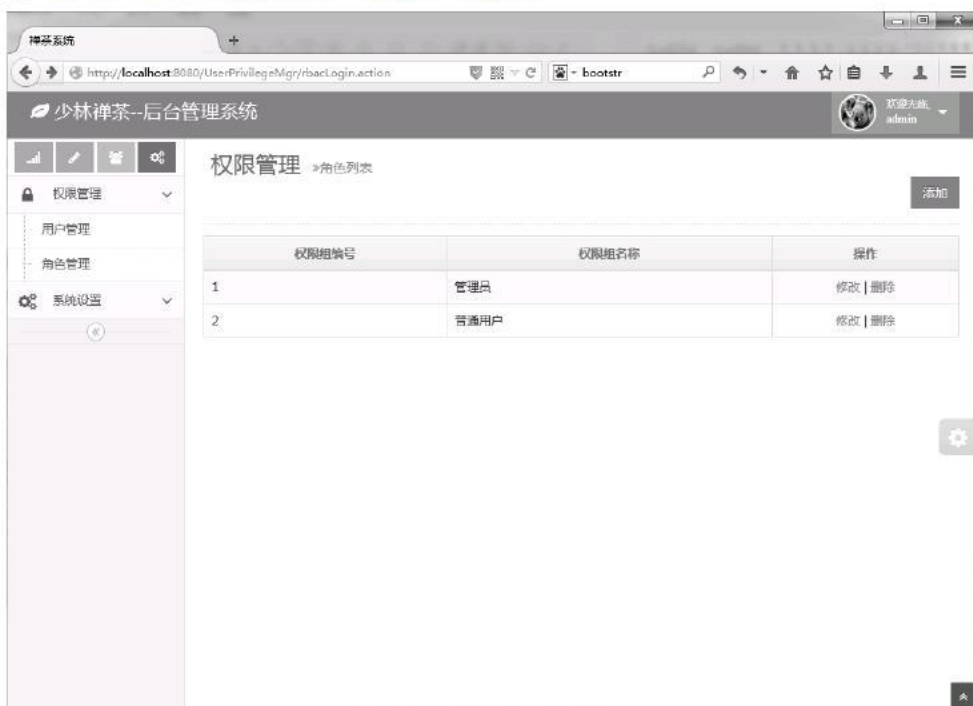 禅茶系统
http://localhost:8080/UserPrivilegeMgr/rbacLogin.action
bootstr
少林禅茶--后台管理系统
admin
权限管理
用户管理
角色管理
系统设置
权限管理 »角色列表
添加
权限组编号 权限组名称 操作
1 管理员 修改 | 删除
2 普通用户 修改 | 删除